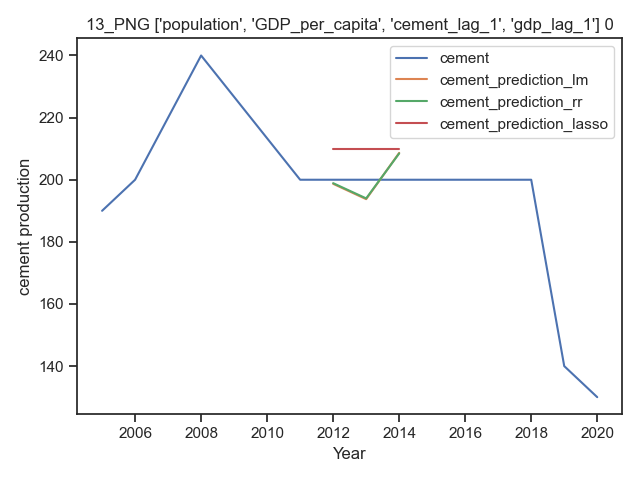 13_PNG ['population', 'GDP_per_capita', 'cement_lag_1', 'gdp_lag_1'] 0
cement
cement_prediction_lm
cement_prediction_rr
cement_prediction_lasso
cement production
240
220
200
180
160
140
2006 2008 2010 2012 2014 2016 2018 2020
Year